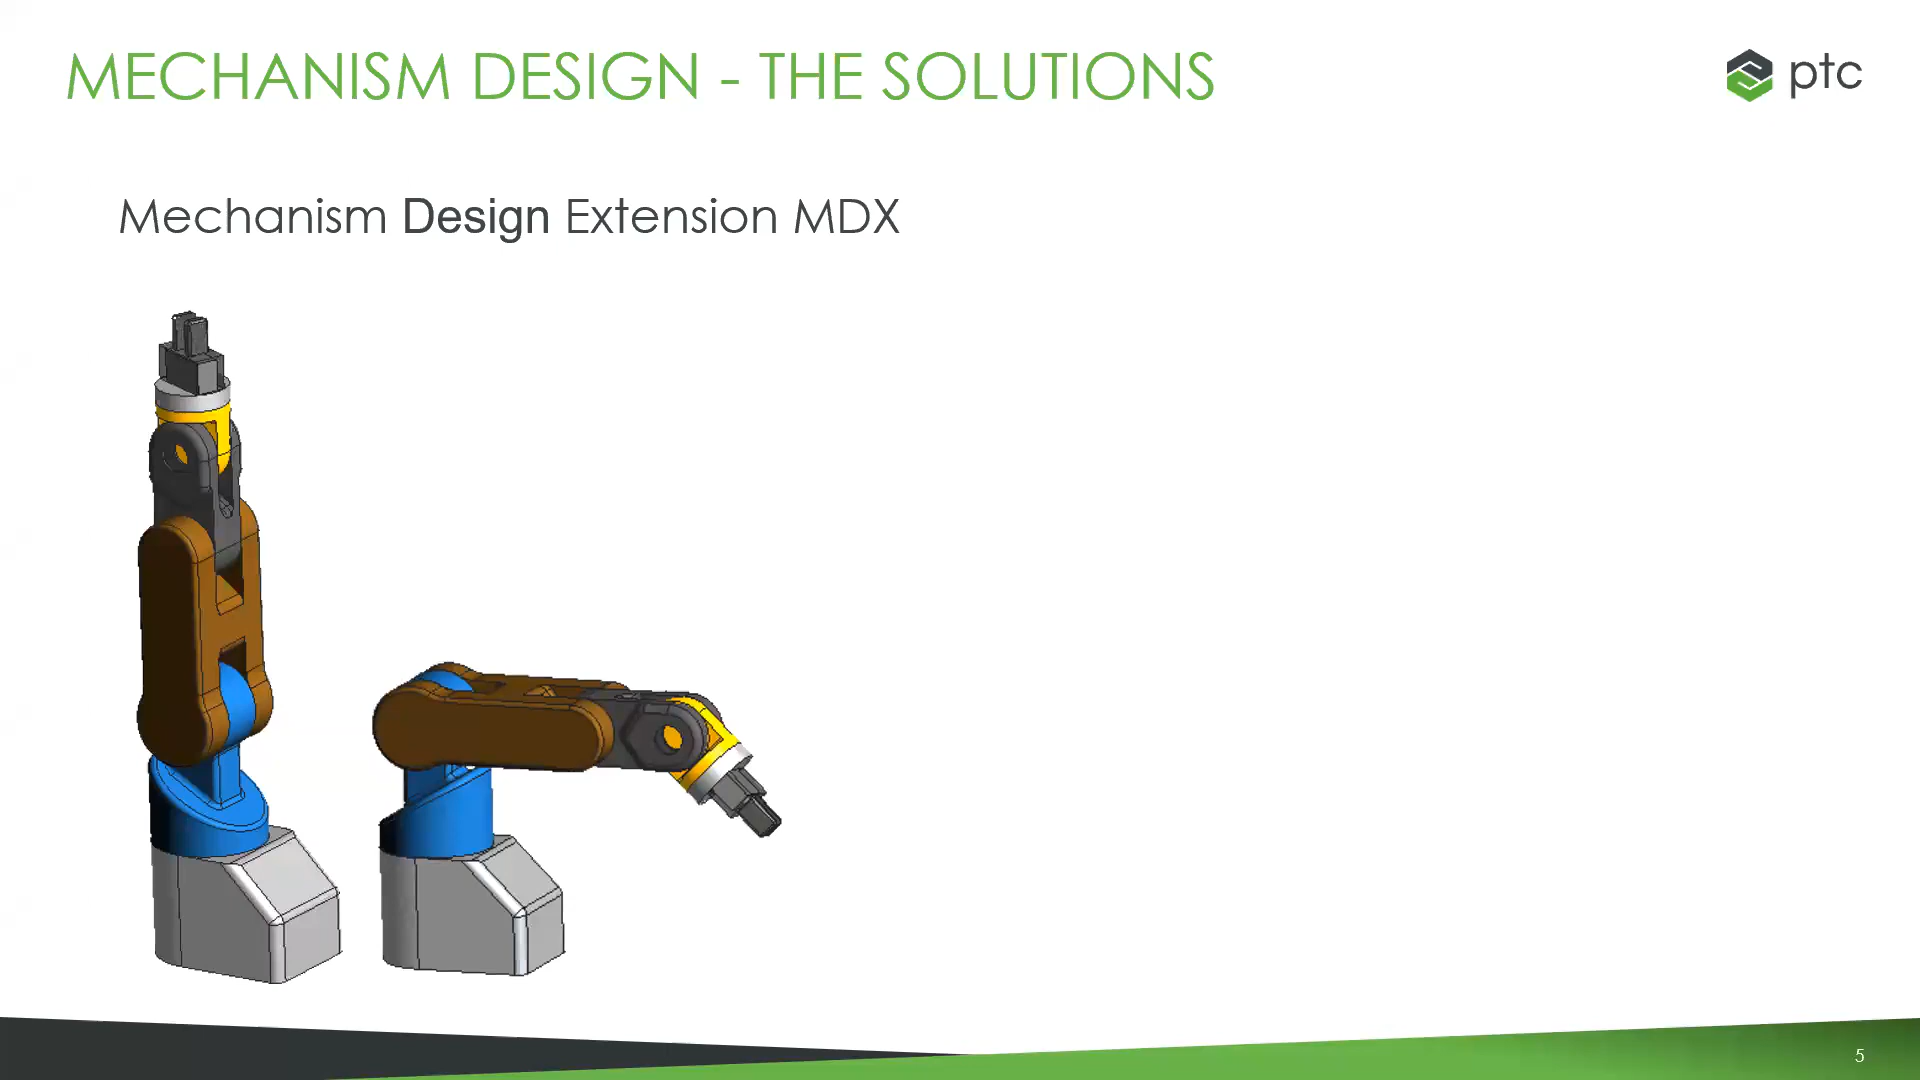 MECHANISM DESIGN - THE SOLUTIONS
ptc
Mechanism Design Extension MDX
5